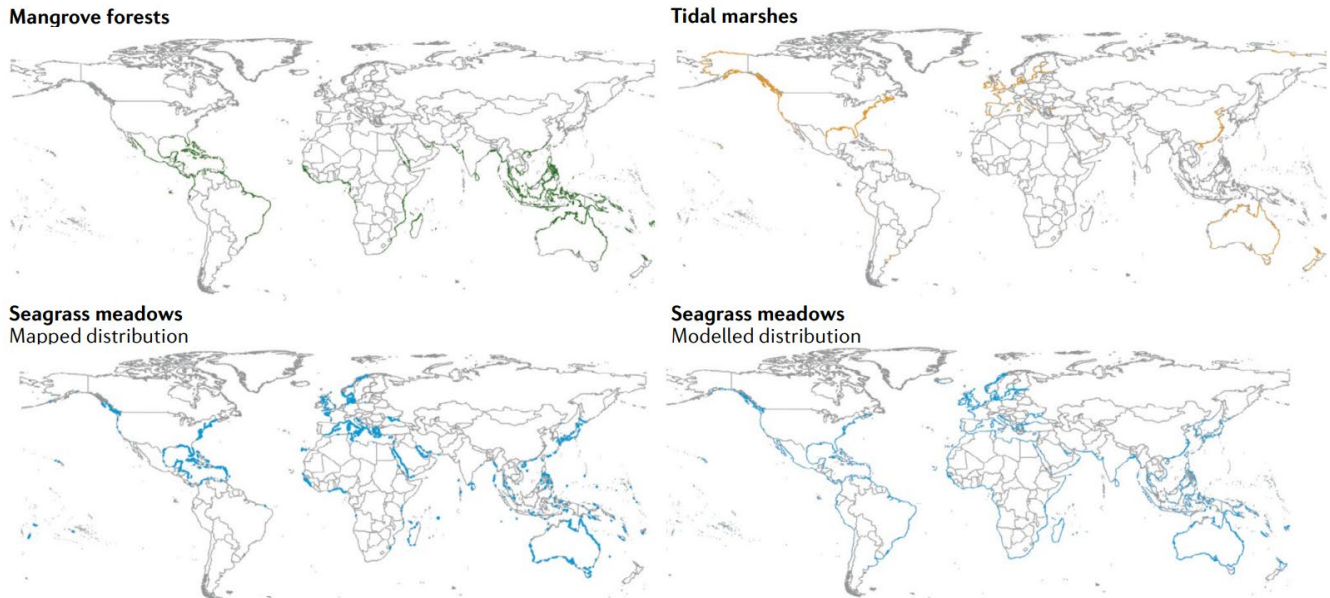 Mangrove forests
Tidal marshes
Seagrass meadows
Mapped distribution
Seagrass meadows
Modelled distribution